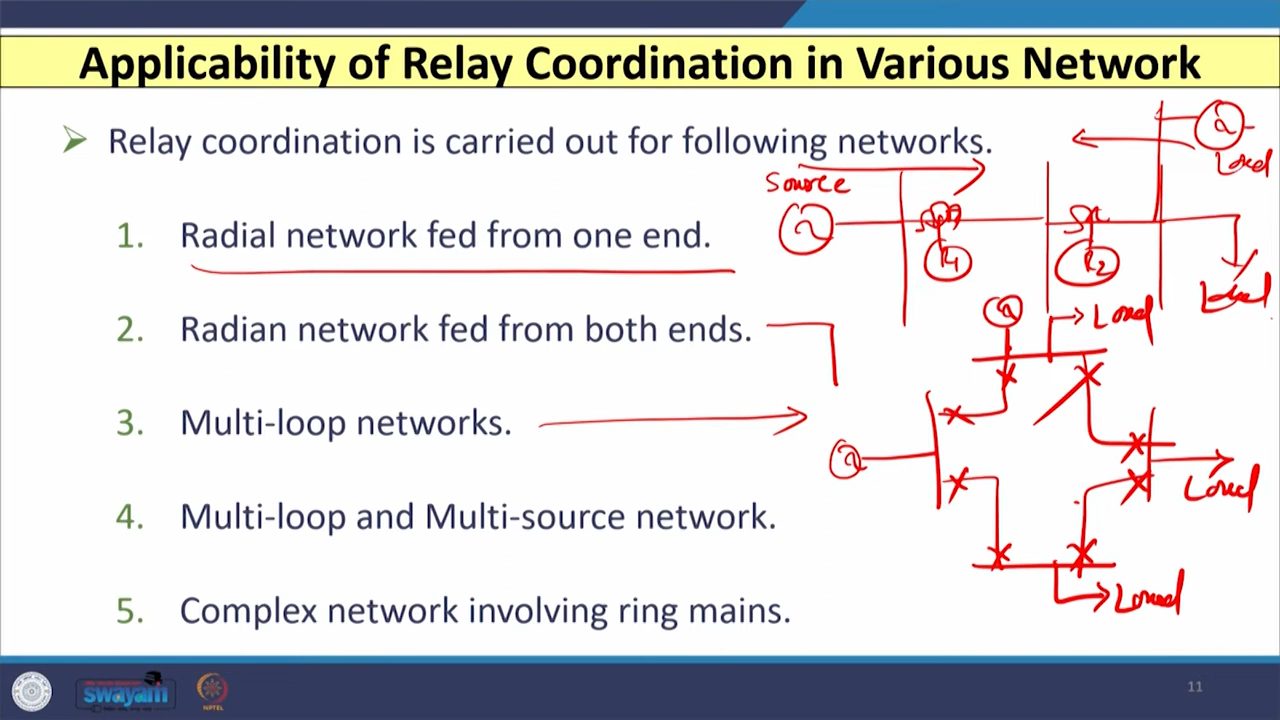 Applicability of Relay Coordination in Various Network
Relay coordination is carried out for following networks.
1. Radial network fed from one end.
2. Radian network fed from both ends.
3. Multi-loop networks.
4. Multi-loop and Multi-source network.
5. Complex network involving ring mains.
Source
Load
R2
Load
Load
Load
Load
swayam
NPTEL
11